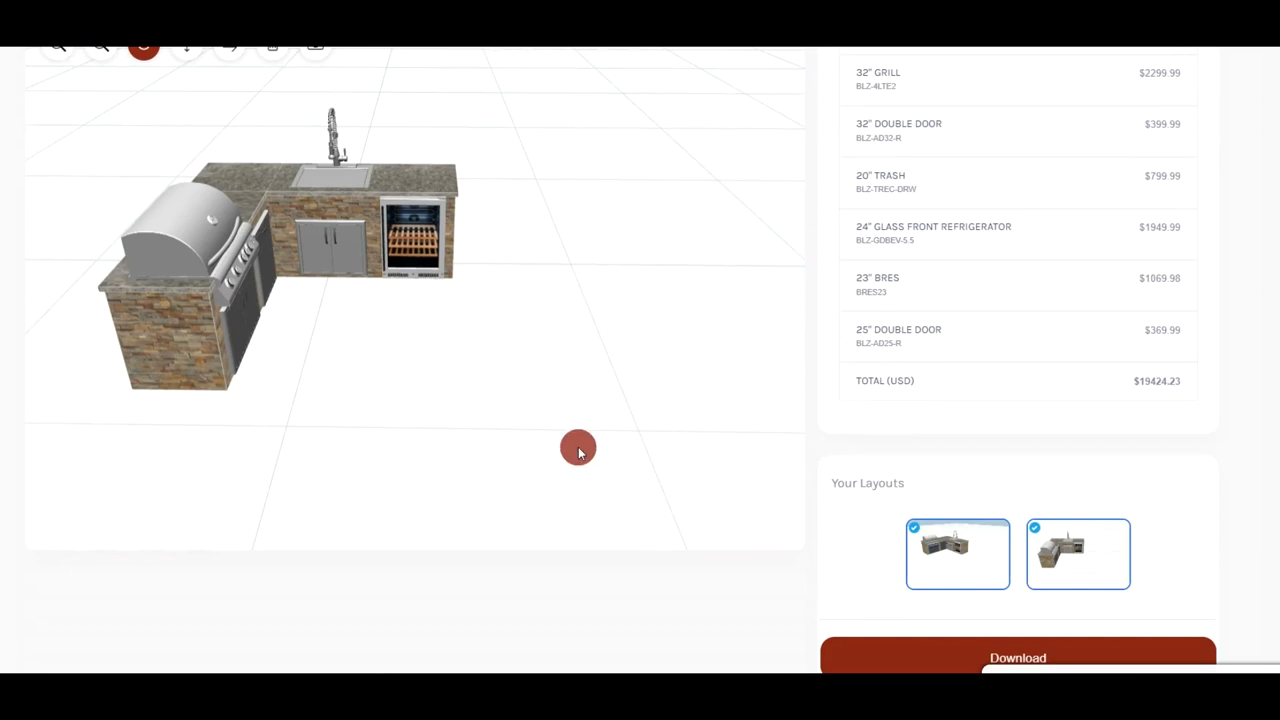 32" GRILL $2299.99
BLZ-4LTE2
32" DOUBLE DOOR $399.99
BLZ-AD32-R
20" TRASH $799.99
BLZ-TREC-DRW
24" GLASS FRONT REFRIGERATOR $1949.99
BLZ-GDBEV-5.5
23" BRES $1069.98
BRES23
25" DOUBLE DOOR $369.99
BLZ-AD25-R
TOTAL (USD) $19424.23
Your Layouts
Download